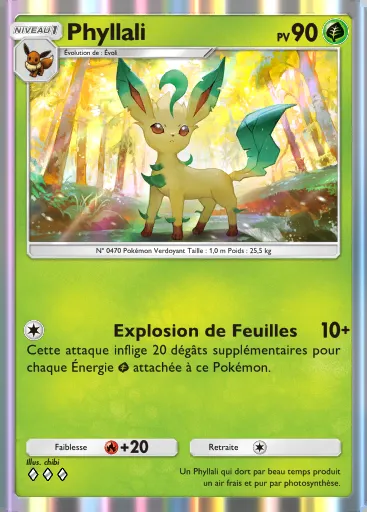 NIVEAU 1
Phyllali
PV 90
Évolution de : Évoli
N° 0470 Pokémon Verdoyant Taille : 1,0 m Poids : 25,5 kg
Explosion de Feuilles 10+
Cette attaque inflige 20 dégâts supplémentaires pour
chaque Énergie attachée à ce Pokémon.
Faiblesse +20
Retraite
Illus. chibi
Un Phyllali qui dort par beau temps produit
un air frais et pur par photosynthèse.